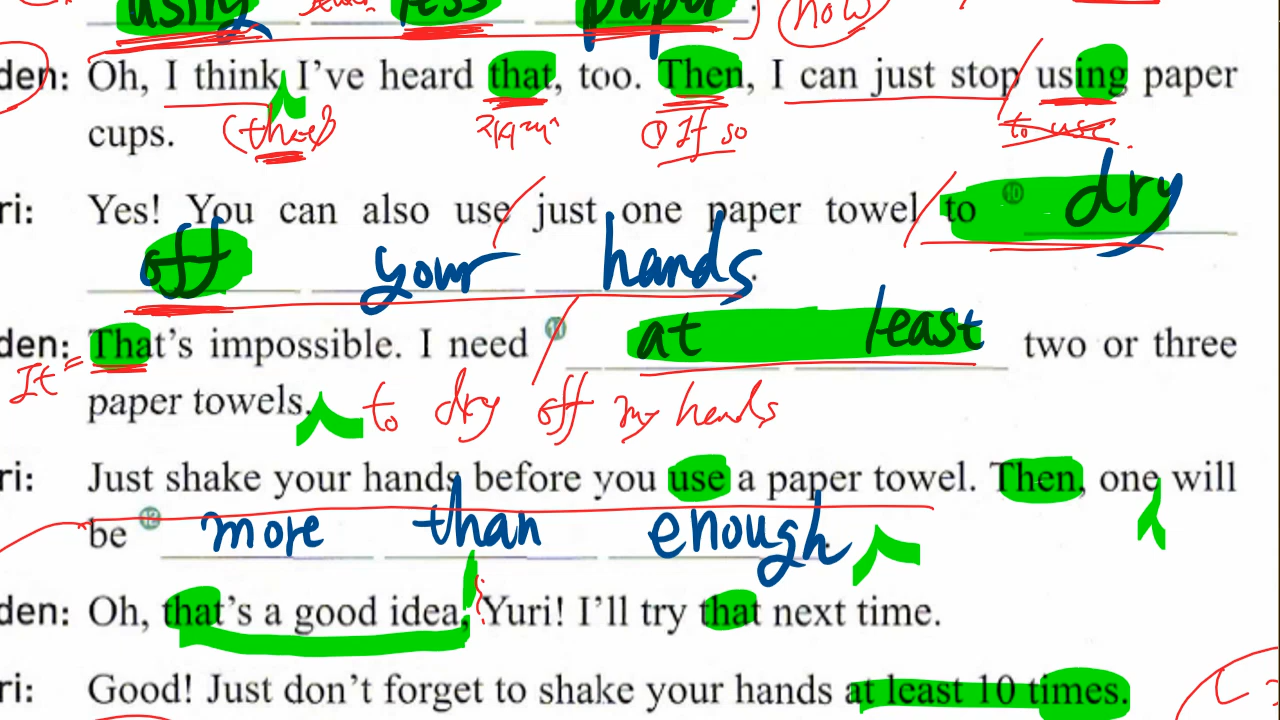 using less paper. how
den: Oh, I think I've heard that, too. Then, I can just stop using paper
(that) ① If so to use
cups.
ri: Yes! You can also use just one paper towel to ⑩ dry
off your hands.
den: That's impossible. I need ⑪ at least two or three
It =
paper towels. to dry off my hands
ri: Just shake your hands before you use a paper towel. Then, one will
be ⑫ more than enough.
den: Oh, that's a good idea, Yuri! I'll try that next time.
ri: Good! Just don't forget to shake your hands at least 10 times.